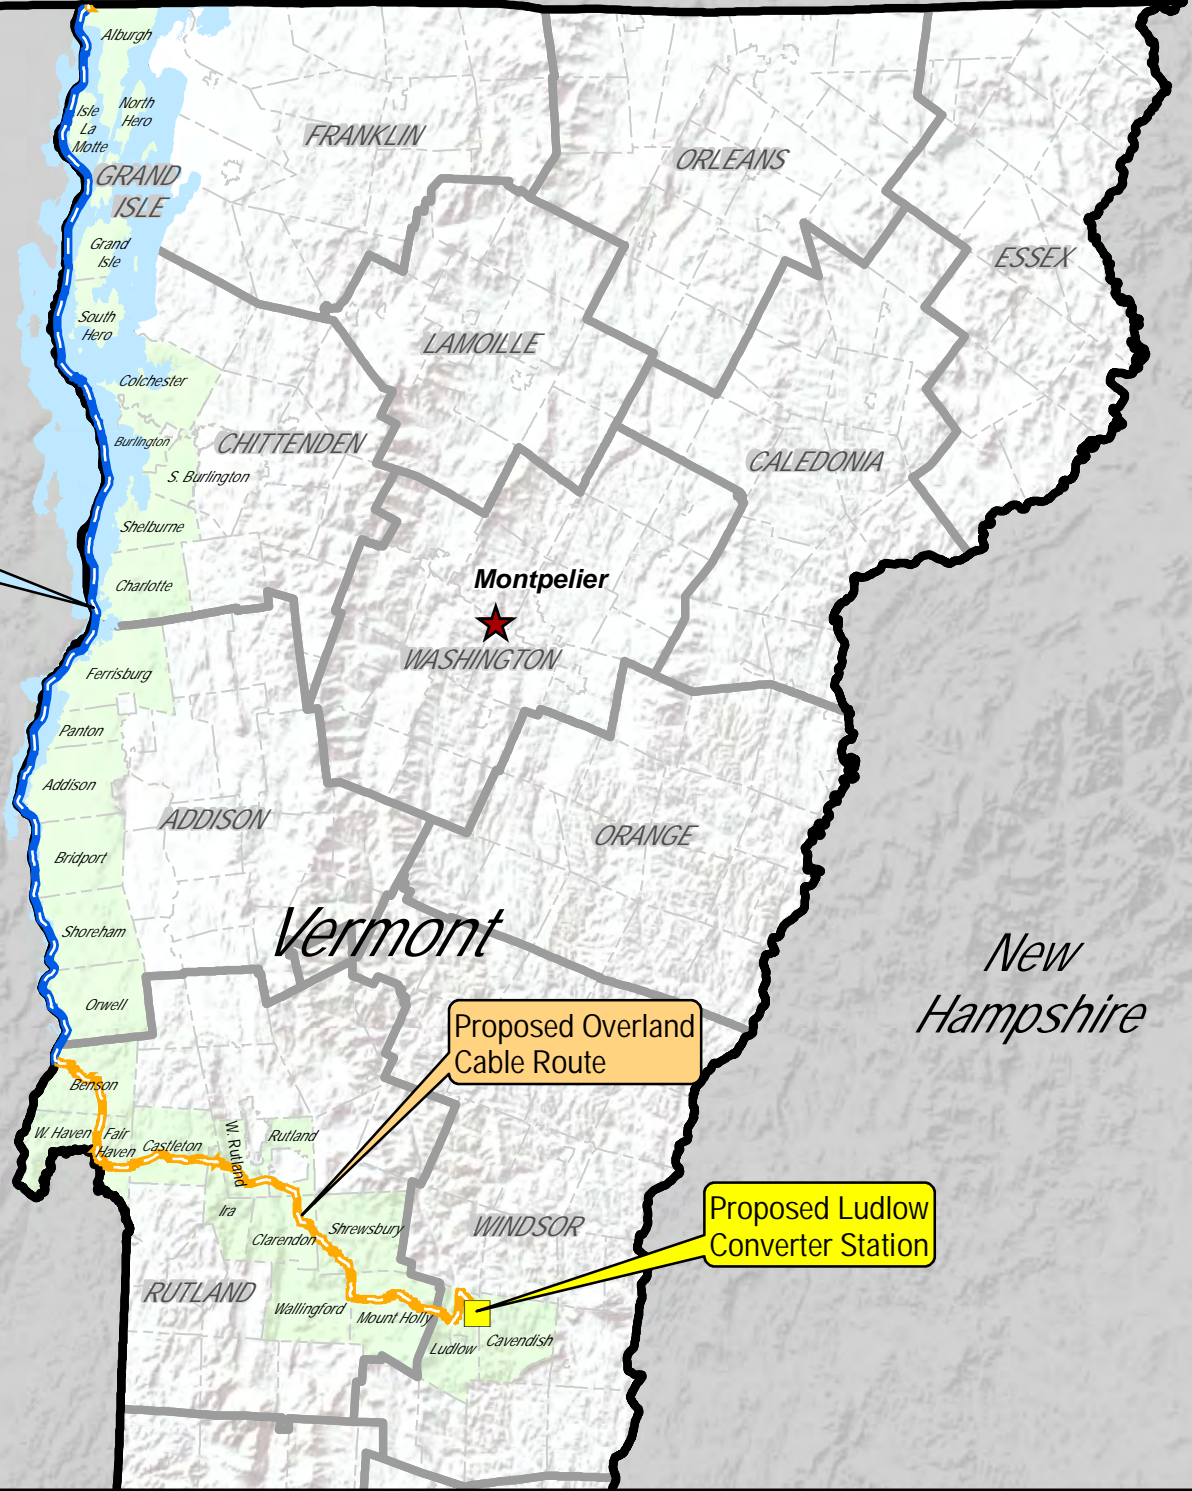 Alburgh
Isle
La
Motte
North
Hero
FRANKLIN
ORLEANS
GRAND
ISLE
Grand
Isle
ESSEX
South
Hero
LAMOILLE
Colchester
Burlington
CHITTENDEN
S. Burlington
CALEDONIA
Shelburne
Charlotte
Montpelier
WASHINGTON
Ferrisburg
Panton
Addison
ADDISON
ORANGE
Bridport
Vermont
Shoreham
New
Hampshire
Orwell
Proposed Overland
Cable Route
Benson
W. Haven
Fair
Haven
Castleton
W. Rutland
Rutland
Ira
Clarendon
Shrewsbury
WINDSOR
Proposed Ludlow
Converter Station
RUTLAND
Wallingford
Mount Holly
Ludlow
Cavendish